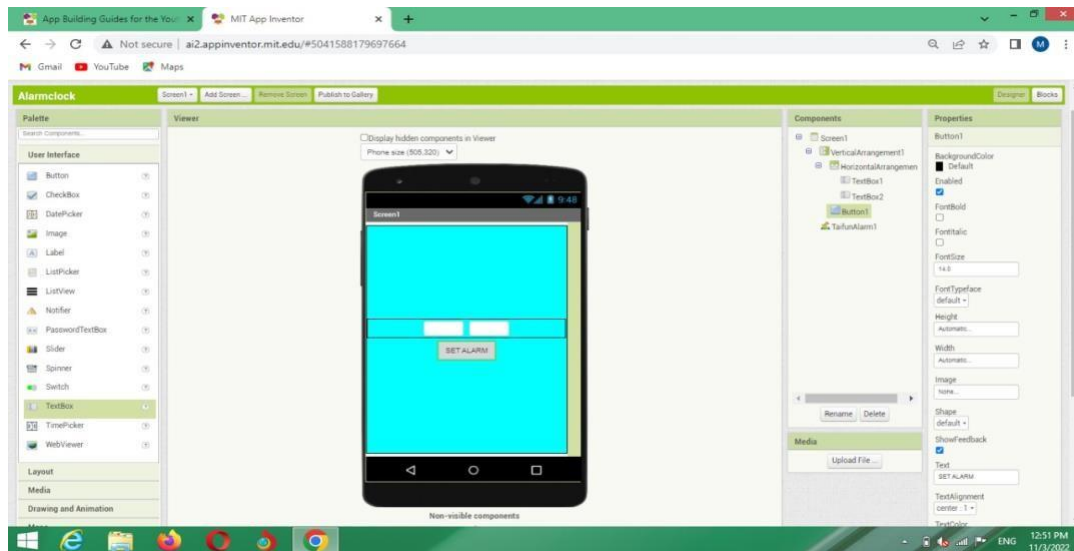 App Building Guides for the You
MIT App Inventor
Not secure | ai2.appinventor.mit.edu/#5041588179697664
M
Gmail YouTube Maps
Alarmclock Screen1 Add Screen... Remove Screen Publish to Gallery Designer Blocks
Palette Viewer Components Properties
Search Components...
User Interface
Button
CheckBox
DatePicker
Image
Label
ListPicker
ListView
Notifier
PasswordTextBox
Slider
Spinner
Switch
TextBox
TimePicker
WebViewer
Layout
Media
Drawing and Animation
Display hidden components in Viewer
Phone size (505,320)
9:48
Screen1
SET ALARM
Non-visible components
Screen1
VerticalArrangement1
HorizontalArrangemen
TextBox1
TextBox2
Button1
TaifunAlarm1
Rename Delete
Media
Upload File ...
Button1
BackgroundColor
Default
Enabled
FontBold
FontItalic
FontSize
14.0
FontTypeface
default
Height
Automatic...
Width
Automatic...
Image
None...
Shape
default
ShowFeedback
Text
SET ALARM
TextAlignment
center : 1
TextColor
ENG
12:51 PM
11/3/2022